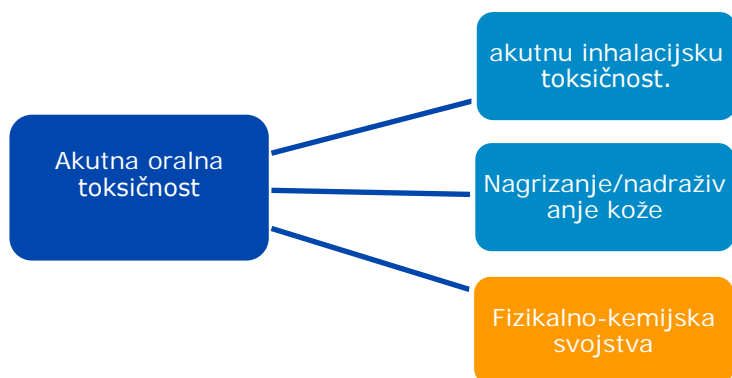 Akutna oralna
toksičnost
akutnu inhalacijsku
toksičnost.
Nagrizanje/nadraživ
anje kože
Fizikalno-kemijska
svojstva